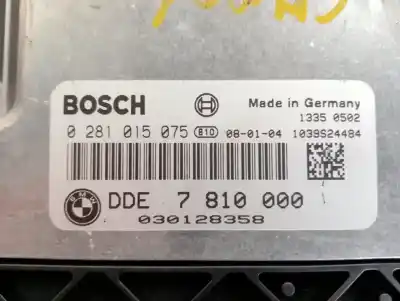 BOSCH
Made in Germany
1335 0502
0 281 015 075 B10 08-01-04 1039S24484
BMW
DDE 7 810 000
030128358